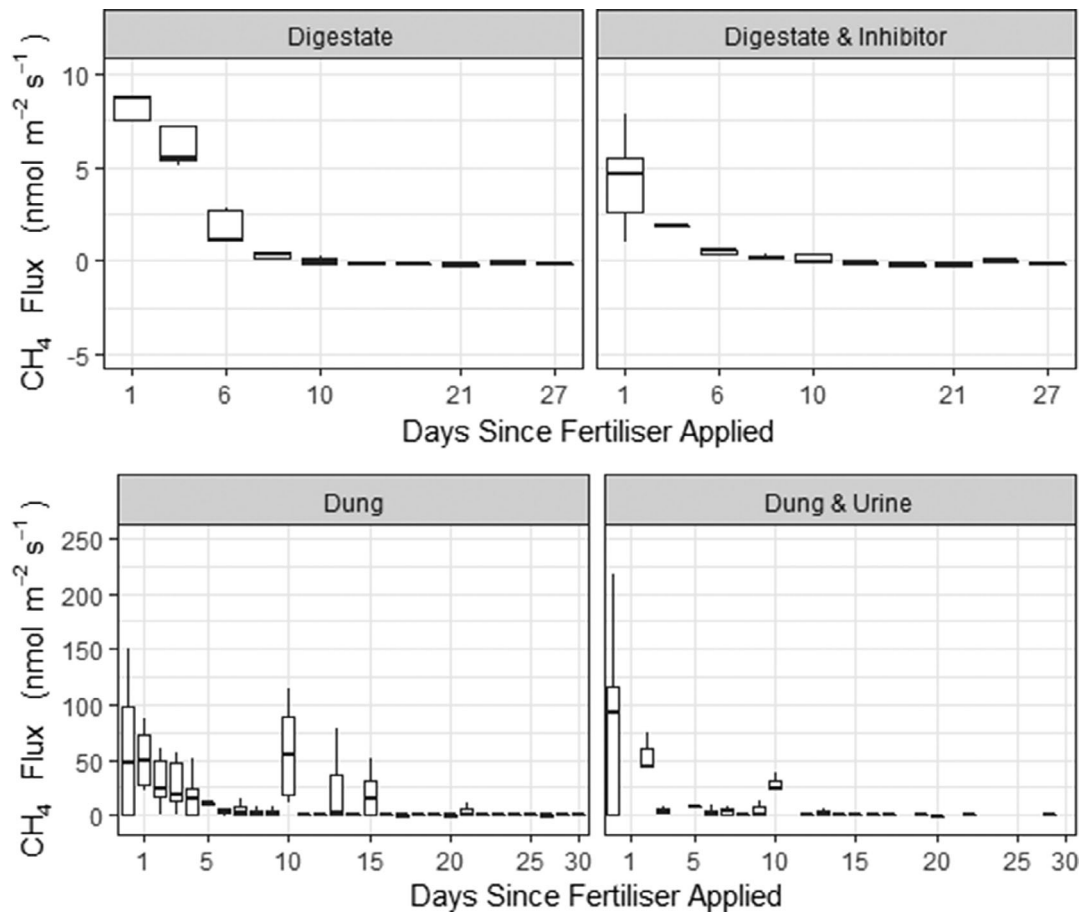 Digestate
Digestate & Inhibitor
CH₄ Flux (nmol m⁻² s⁻¹)
10
5
0
-5
1 6 10 21 27
1 6 10 21 27
Days Since Fertiliser Applied
Dung
Dung & Urine
CH₄ Flux (nmol m⁻² s⁻¹)
250
200
150
100
50
0
1 5 10 15 20 25 30
1 5 10 15 20 25 30
Days Since Fertiliser Applied